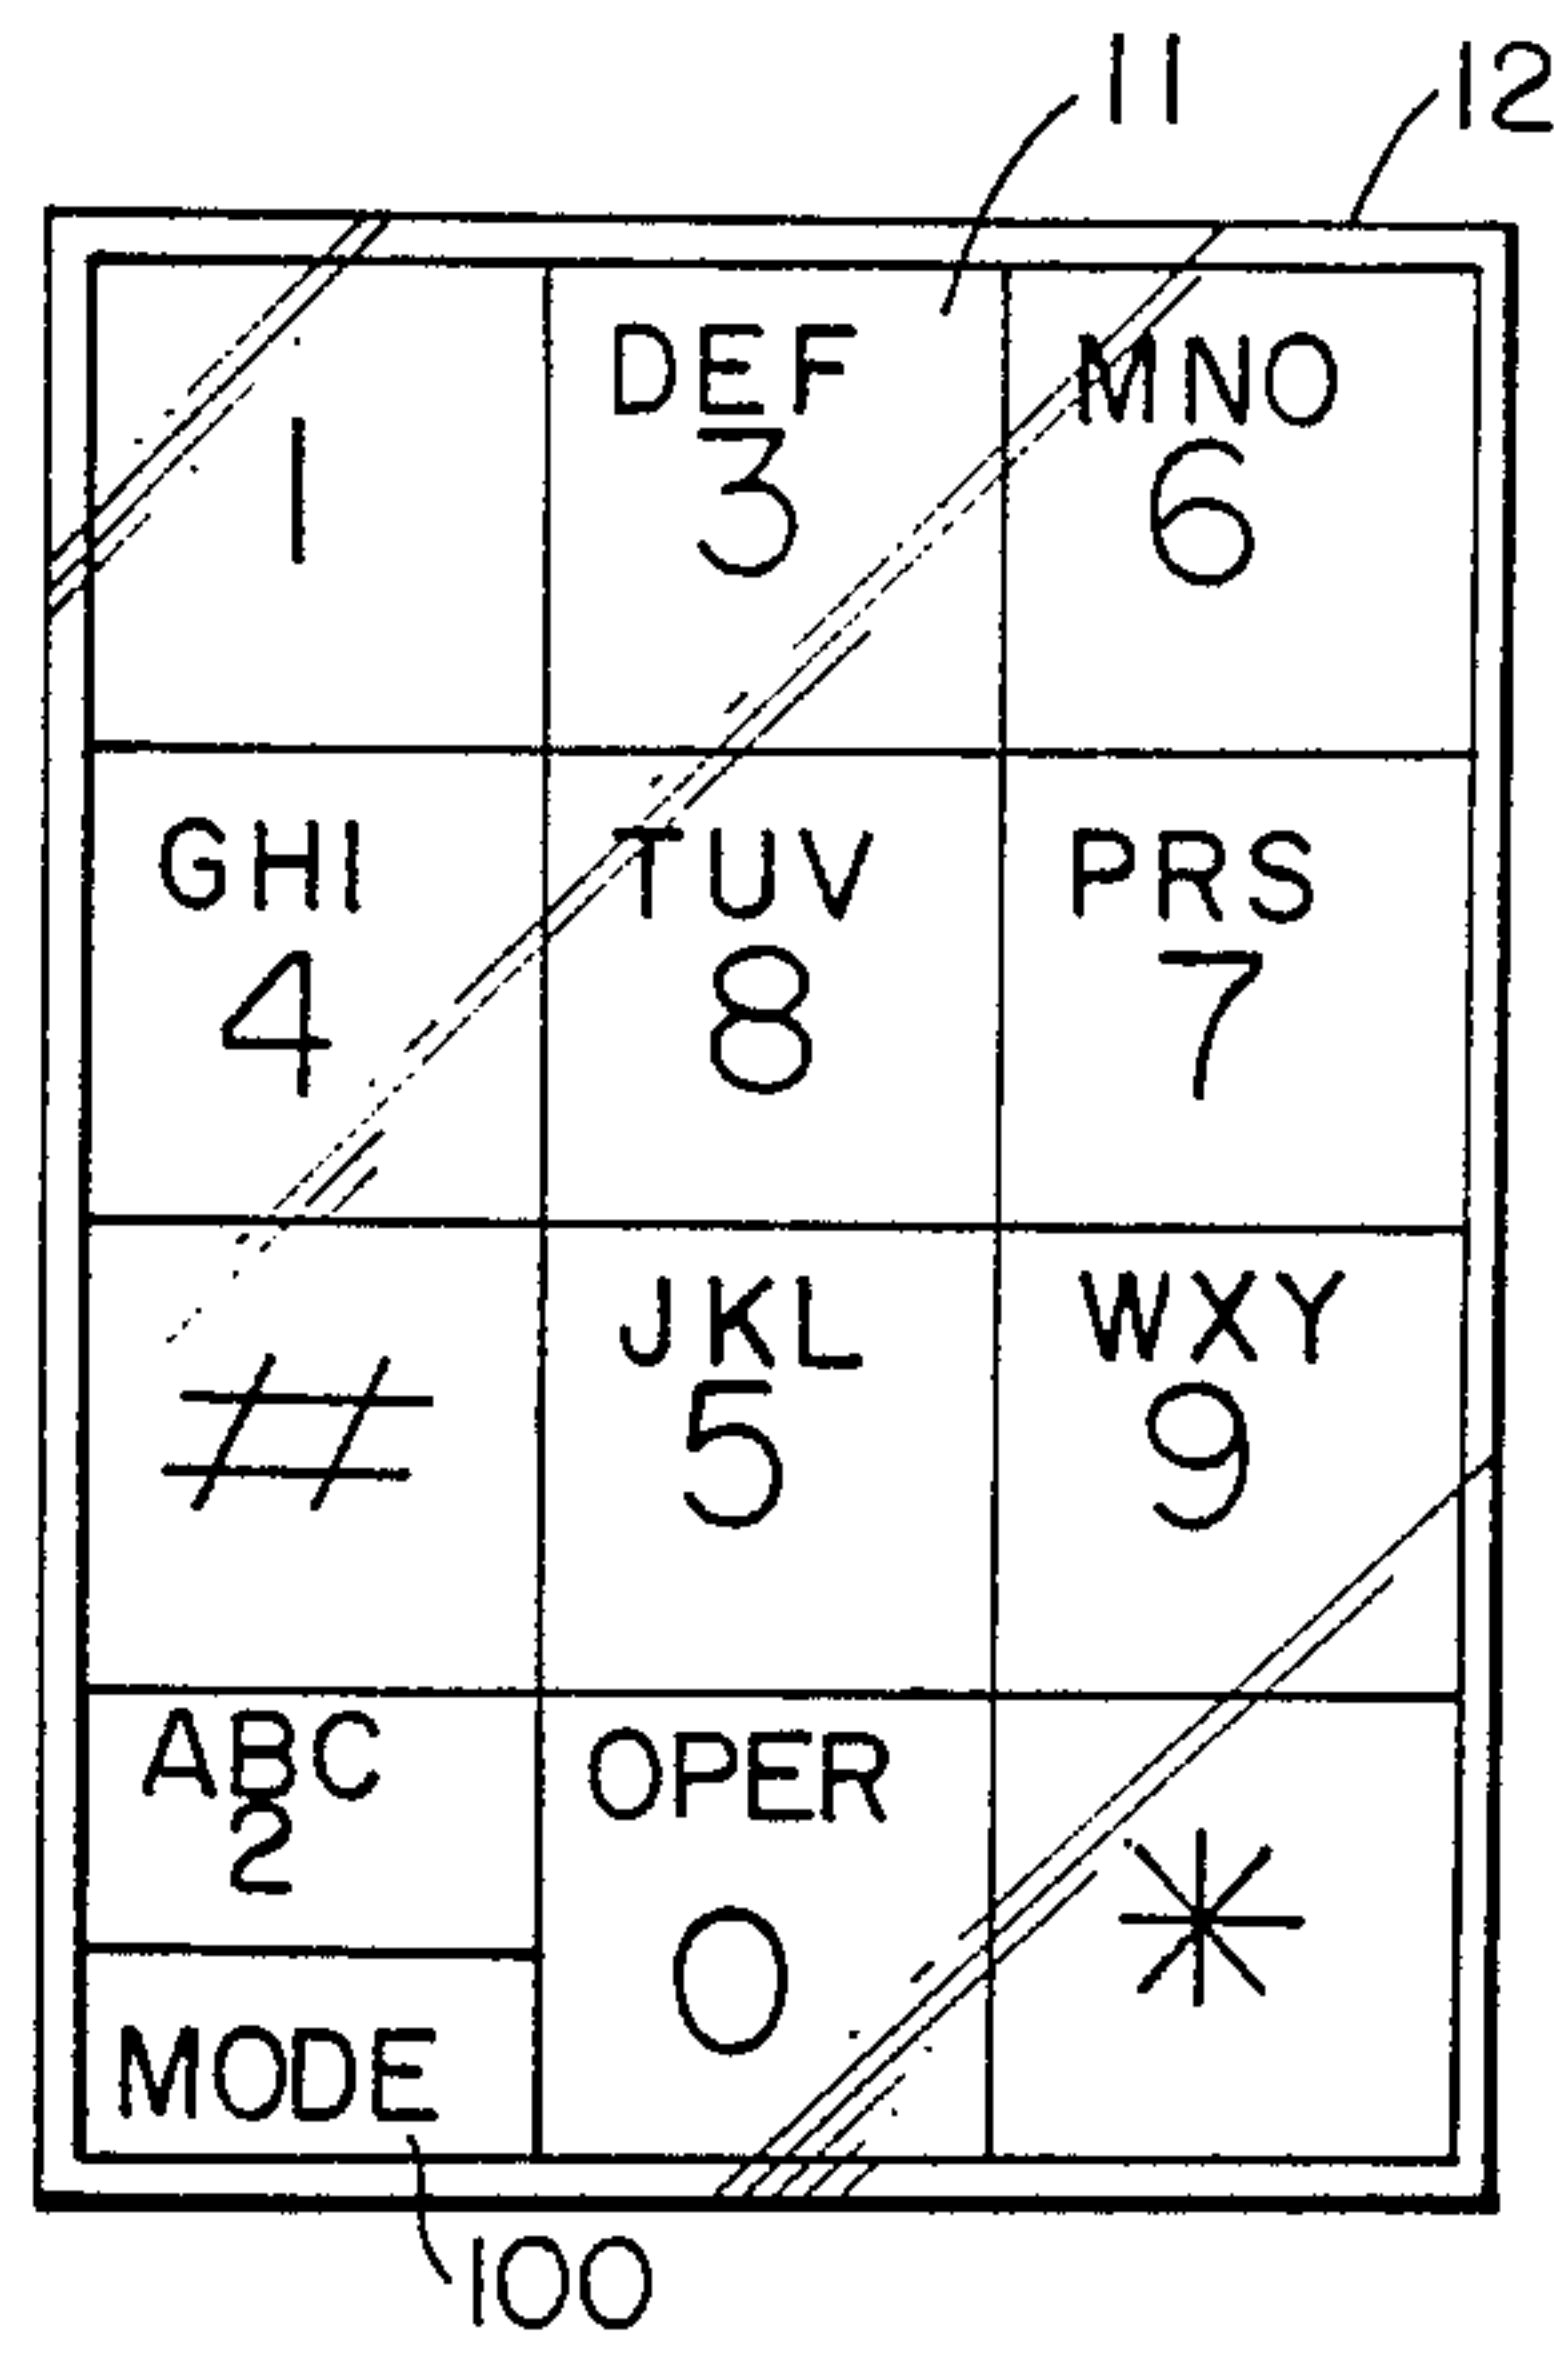 11 12
1 DEF 3 MNO 6
GHI 4 TUV 8 PRS 7
# JKL 5 WXY 9
ABC 2 OPER 0 *
MODE
100